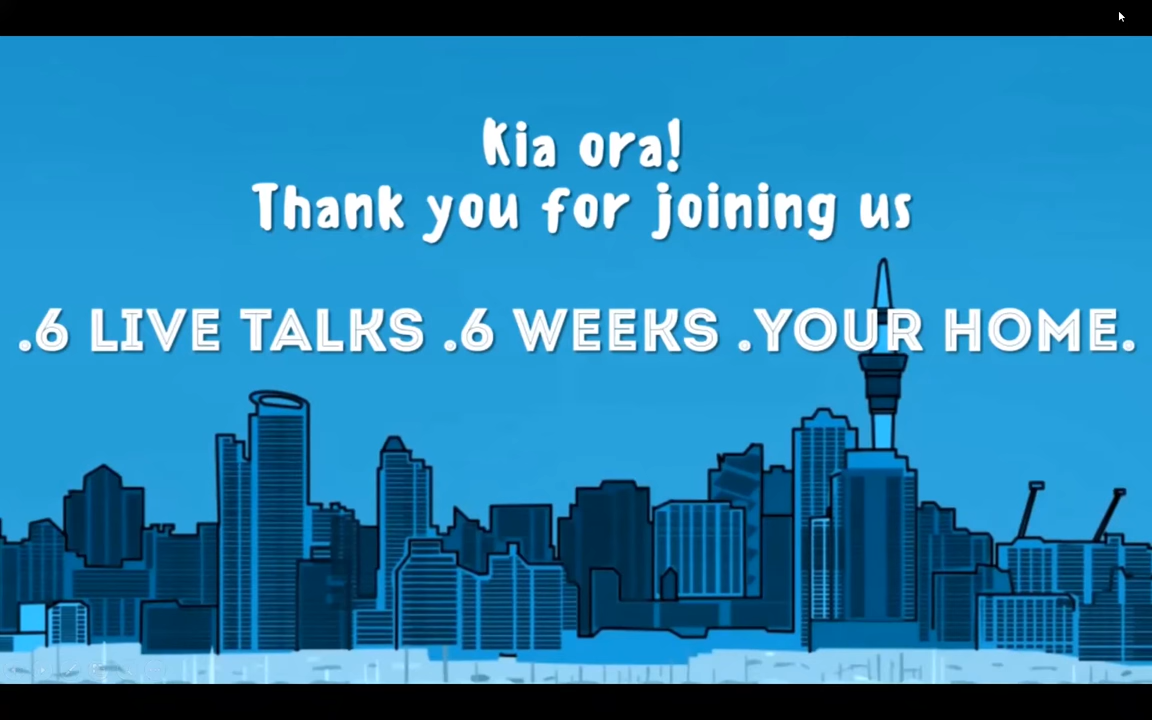 Kia ora!
Thank you for joining us
.6 LIVE TALKS .6 WEEKS .YOUR HOME.